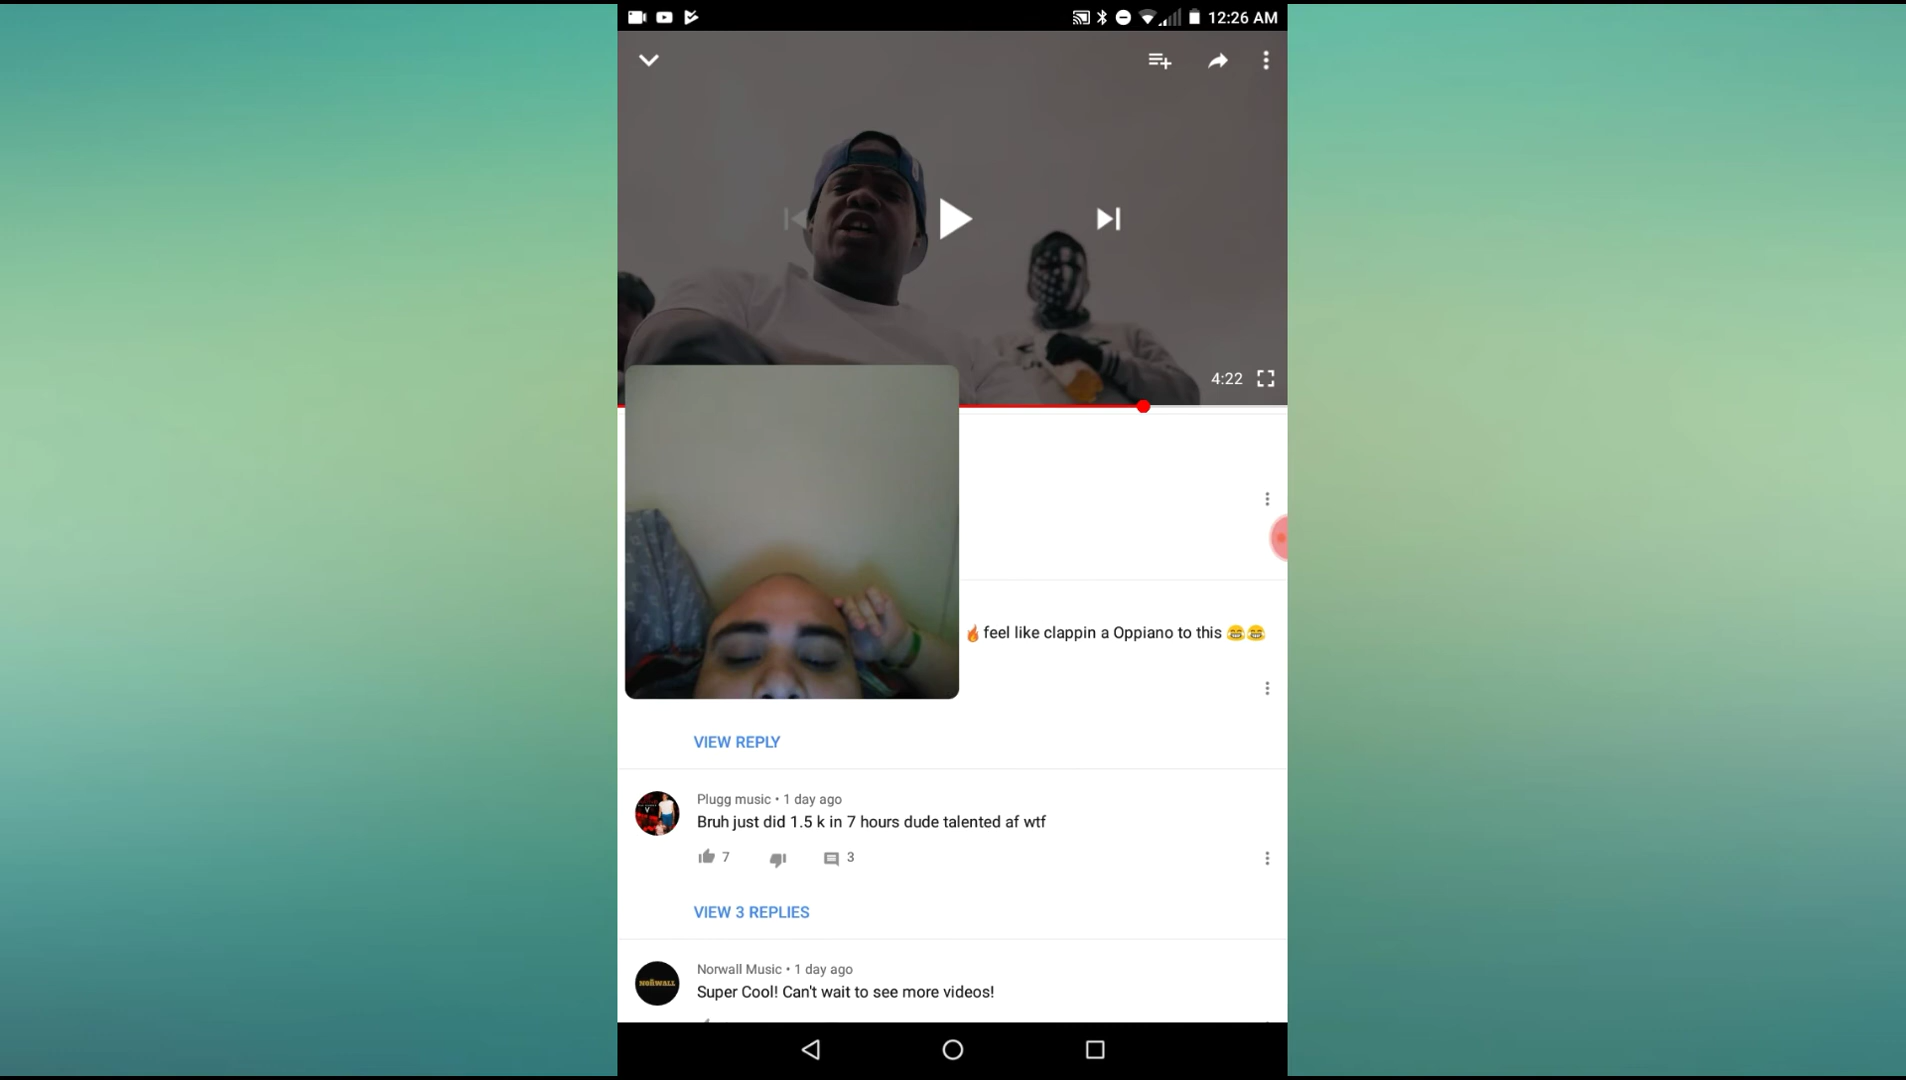 12:26 AM
4:22
🔥feel like clappin a Oppiano to this 😂😂
VIEW REPLY
Plugg music • 1 day ago
Bruh just did 1.5 k in 7 hours dude talented af wtf
7
3
VIEW 3 REPLIES
NORWALL
Norwall Music • 1 day ago
Super Cool! Can't wait to see more videos!